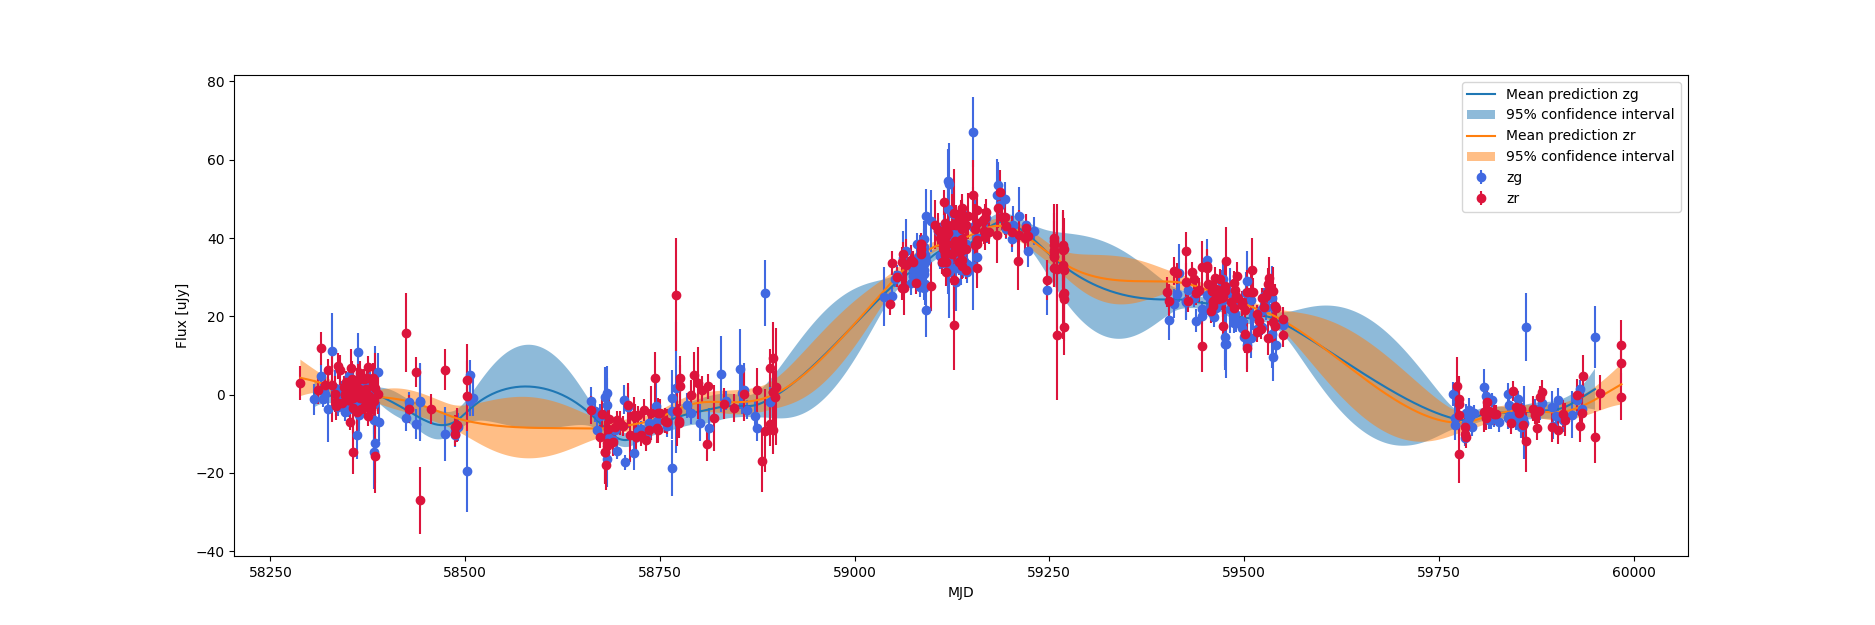 80
60
40
20
0
−20
−40
Flux [uJy]
58250
58500
58750
59000
59250
59500
59750
60000
MJD
Mean prediction zg
95% confidence interval
Mean prediction zr
95% confidence interval
zg
zr